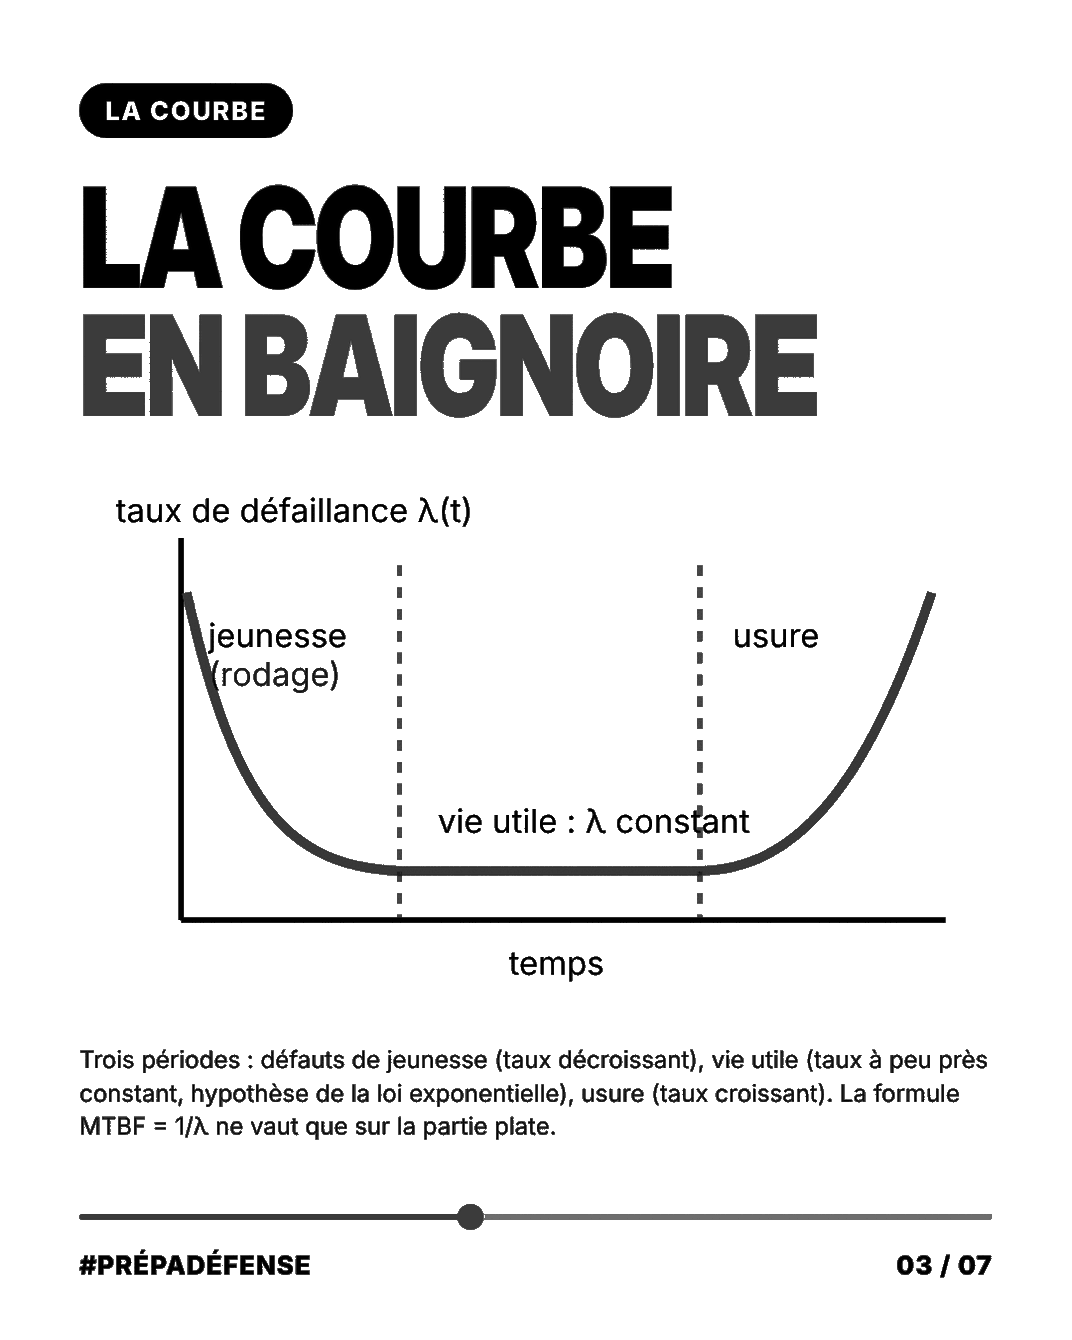 LA COURBE
LA COURBE
EN BAIGNOIRE
taux de défaillance λ(t)
jeunesse
(rodage)
usure
vie utile : λ constant
temps
Trois périodes : défauts de jeunesse (taux décroissant), vie utile (taux à peu près
constant, hypothèse de la loi exponentielle), usure (taux croissant). La formule
MTBF = 1/λ ne vaut que sur la partie plate.
#PRÉPADÉFENSE
03 / 07